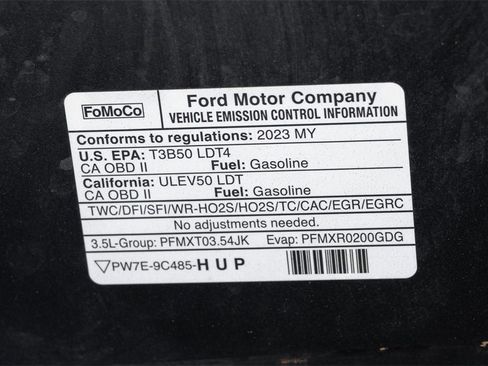 FoMoCo
Ford Motor Company
VEHICLE EMISSION CONTROL INFORMATION
Conforms to regulations: 2023 MY
U.S. EPA: T3B50 LDT4
CA OBD II Fuel: Gasoline
California: ULEV50 LDT
CA OBD II Fuel: Gasoline
TWC/DFI/SFI/WR-HO2S/HO2S/TC/CAC/EGR/EGRC
No adjustments needed.
3.5L-Group: PFMXT03.54JK Evap: PFMXR0200GDG
▽PW7E-9C485-HUP